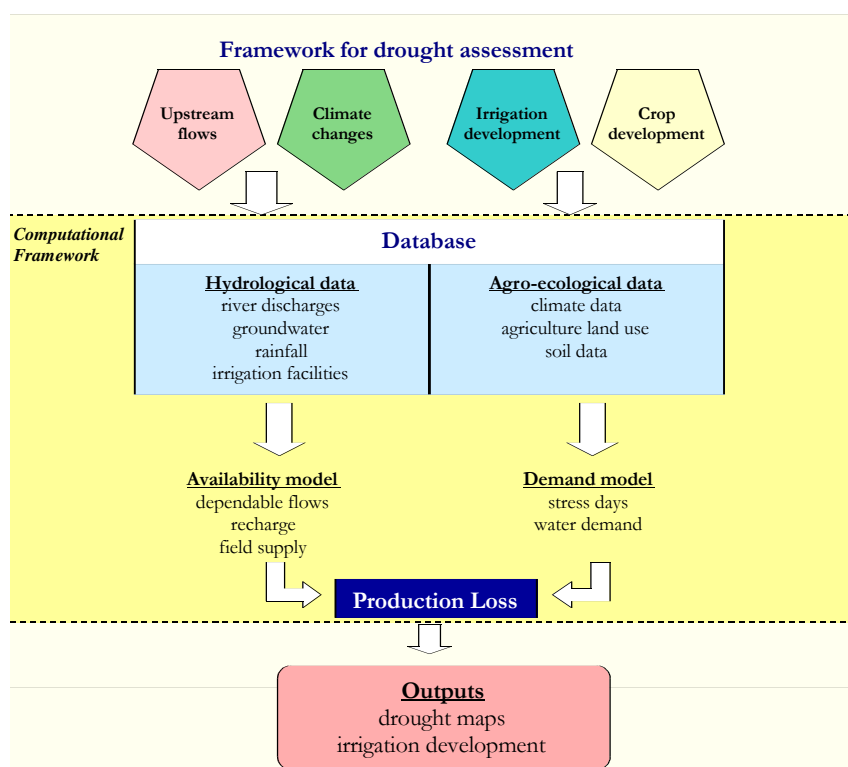 Framework for drought assessment
Upstream
flows
Climate
changes
Irrigation
development
Crop
development
Computational
Framework
Database
Hydrological data
river discharges
groundwater
rainfall
irrigation facilities
Agro-ecological data
climate data
agriculture land use
soil data
Availability model
dependable flows
recharge
field supply
Demand model
stress days
water demand
Production Loss
Outputs
drought maps
irrigation development